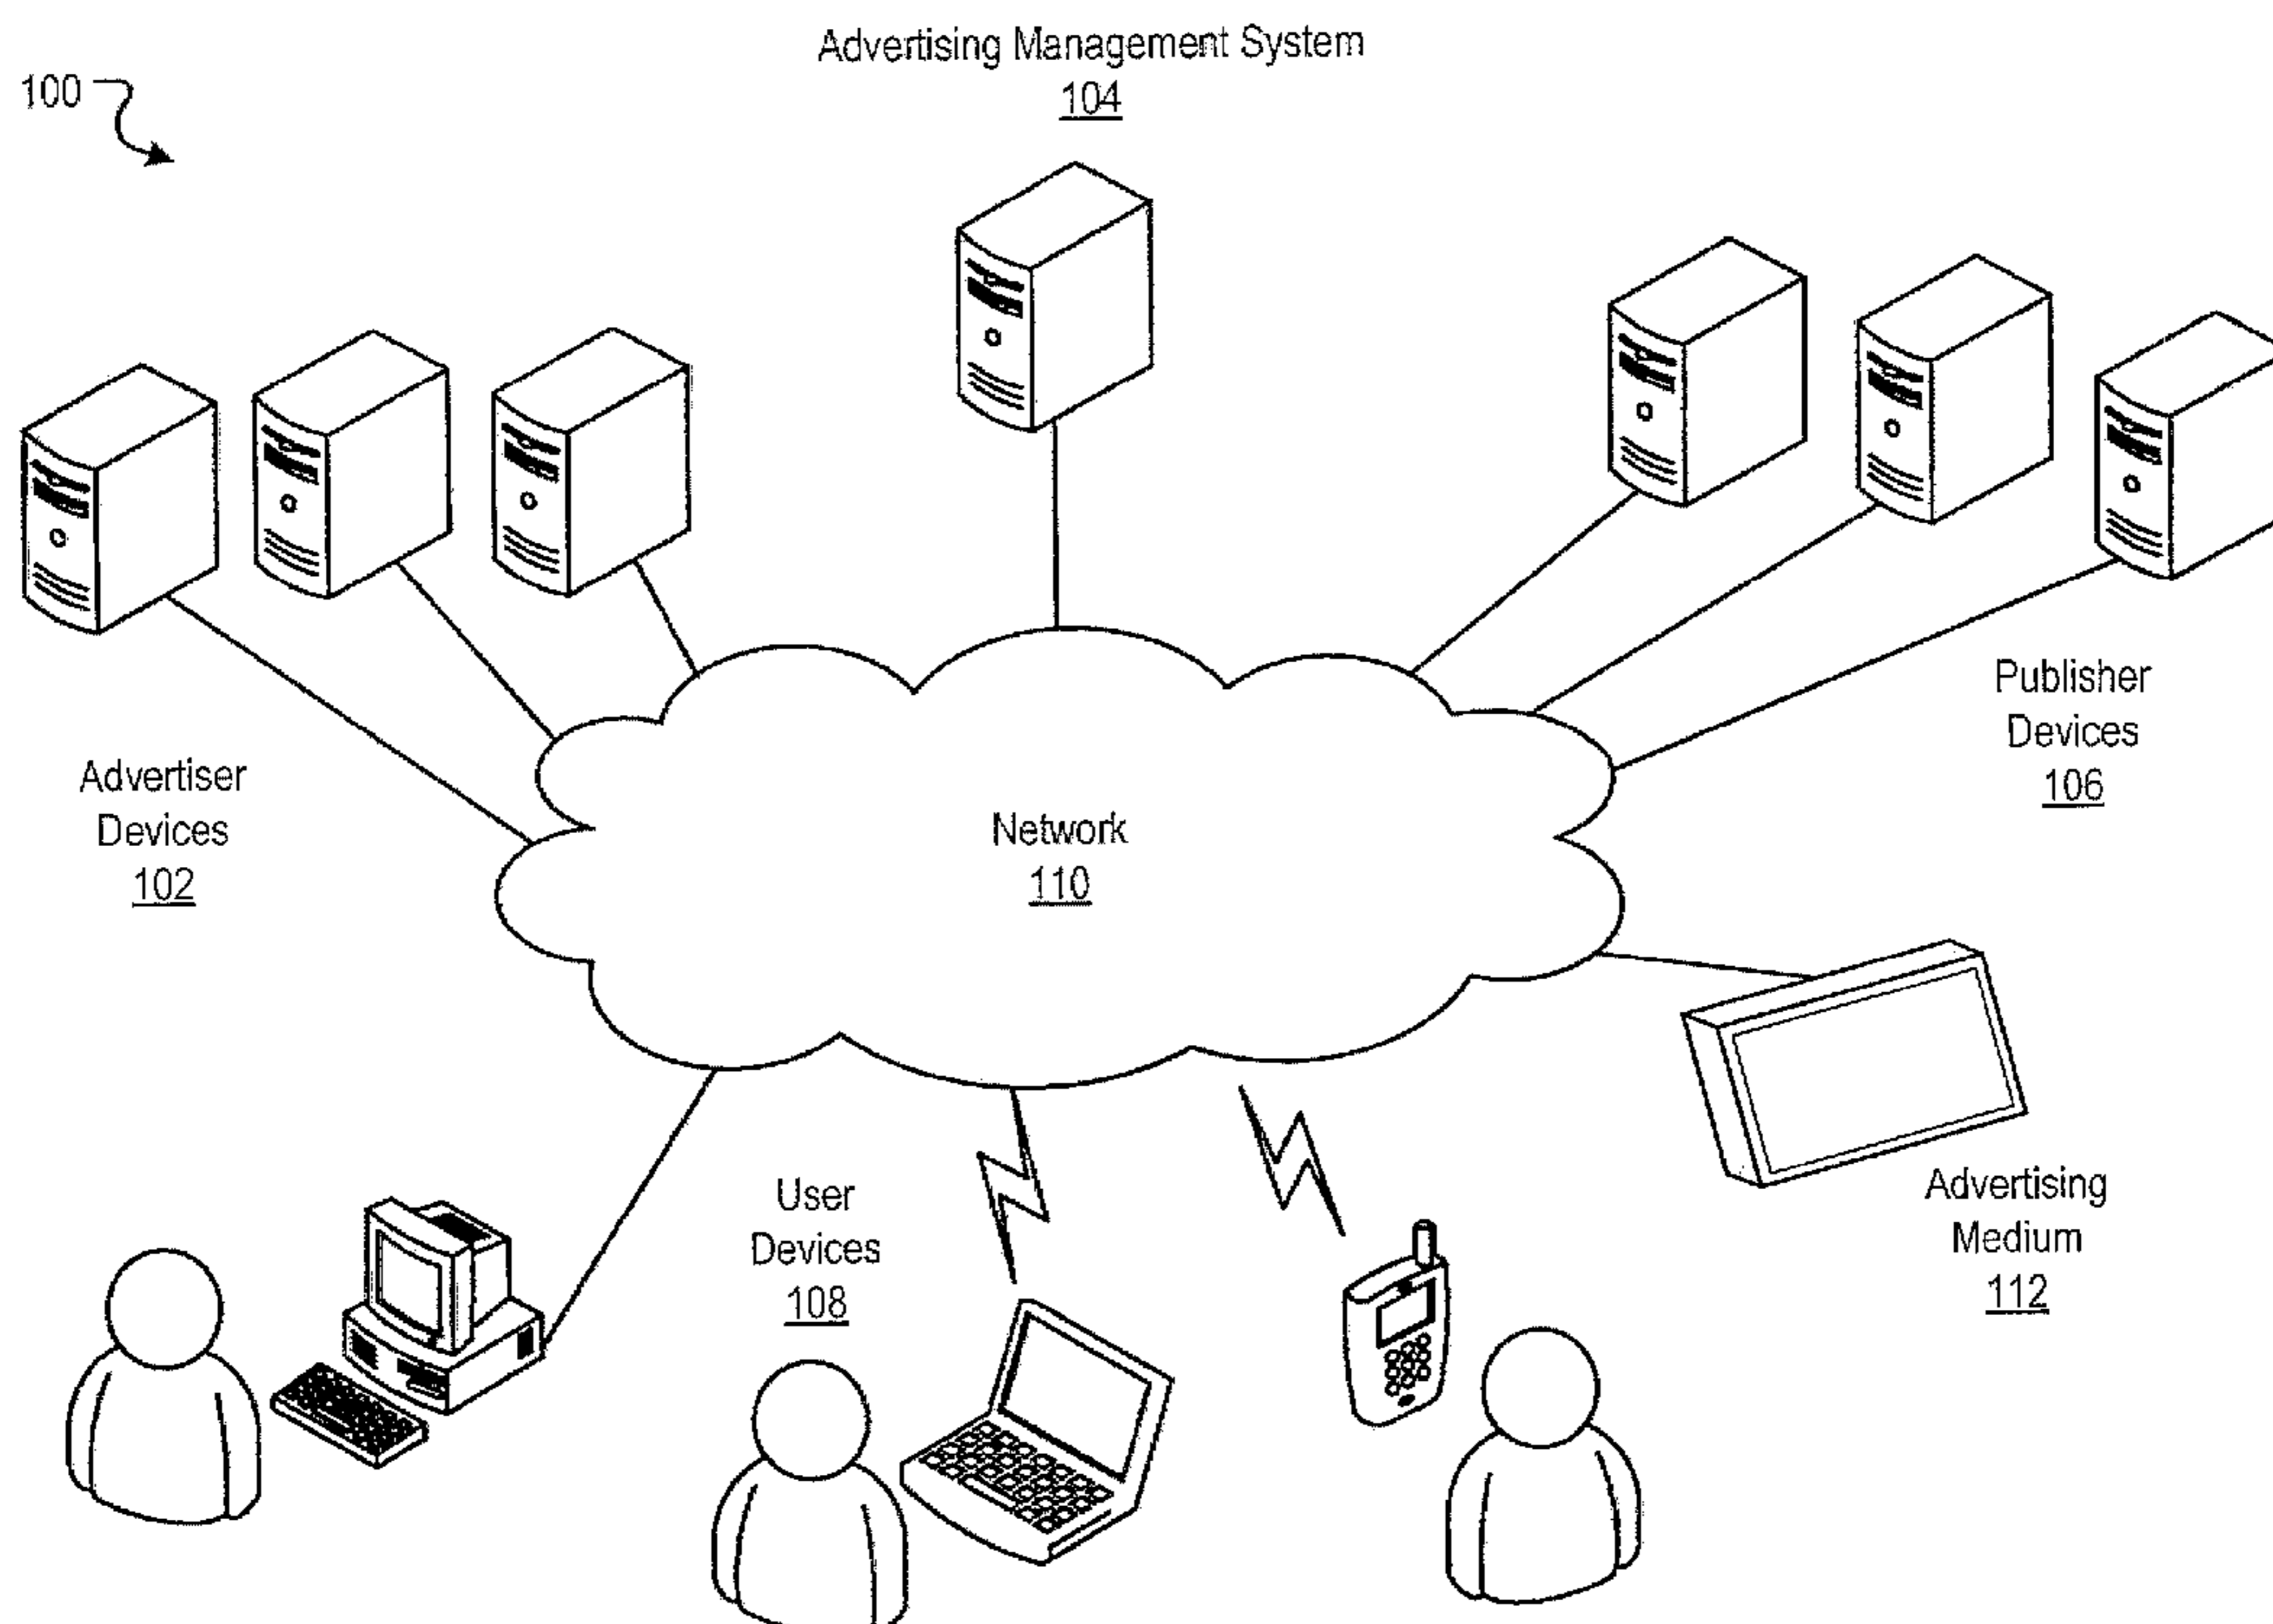 Advertising Management System
104
100
Publisher
Devices
106
Advertiser
Devices
102
Network
110
Advertising
Medium
112
User
Devices
108